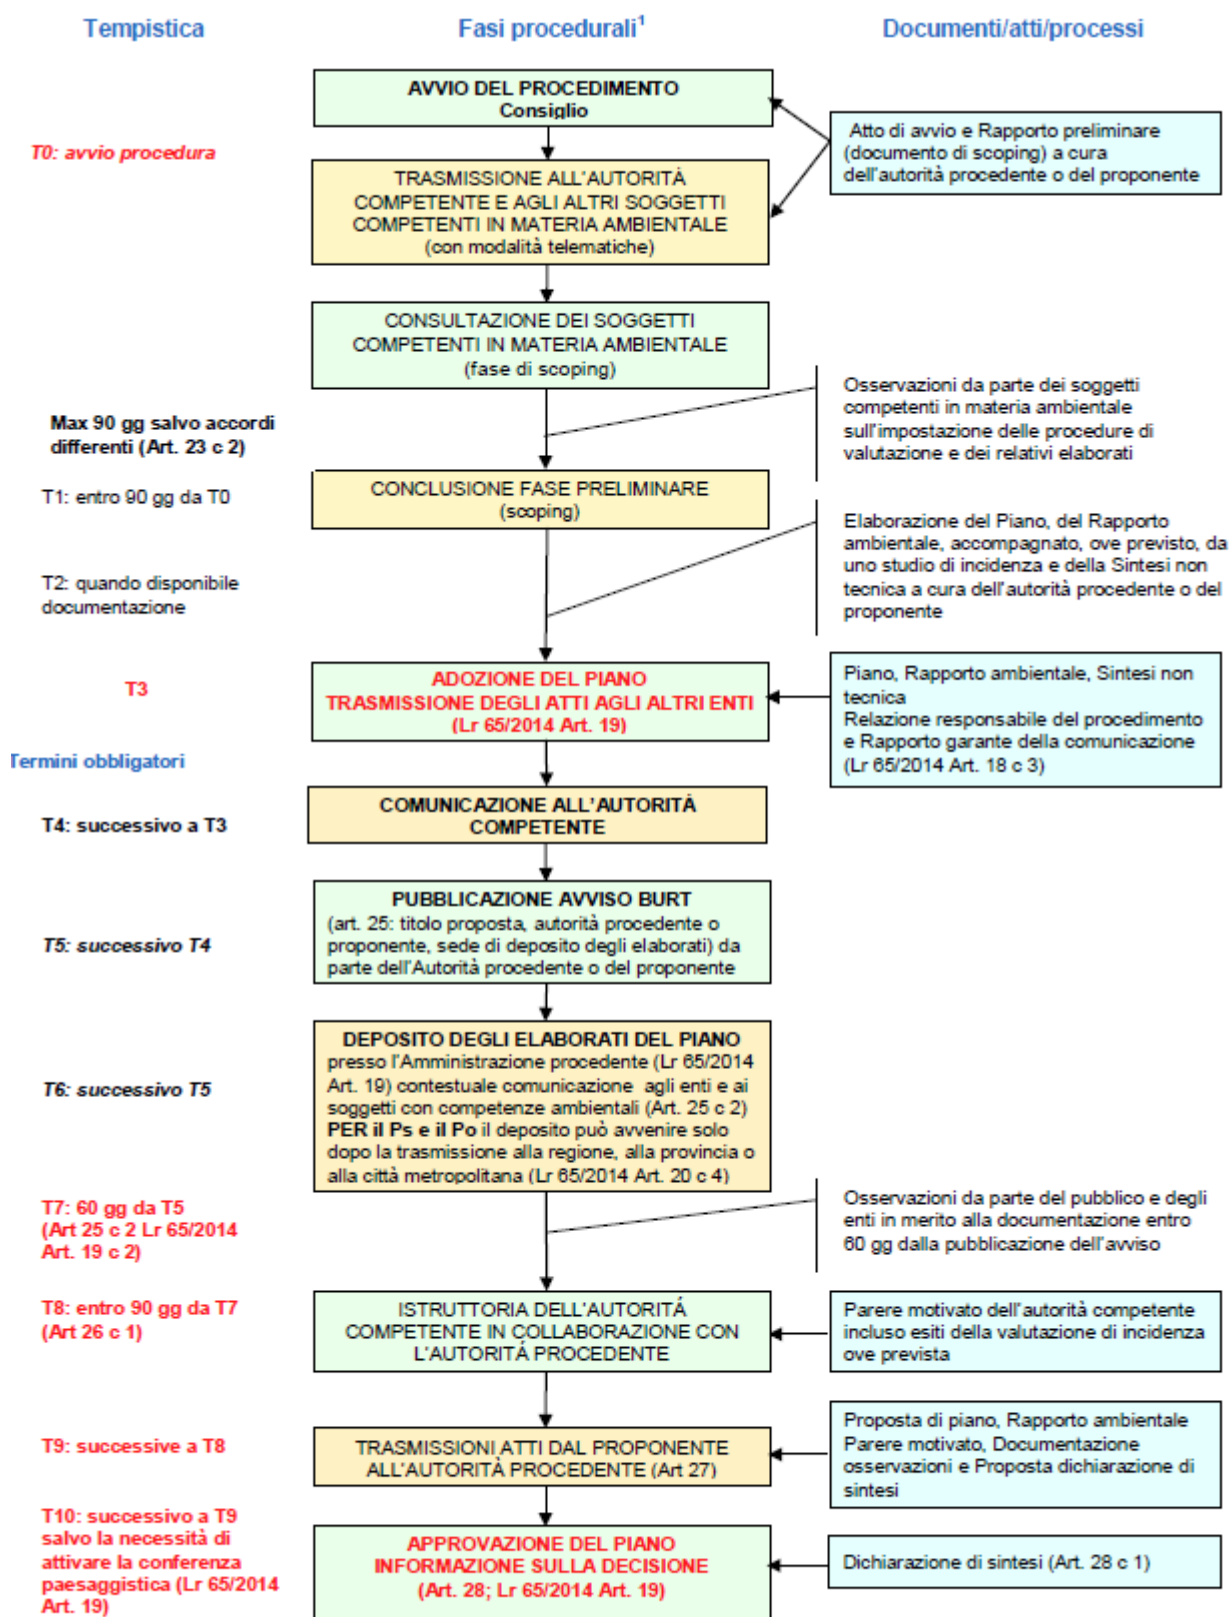 Tempistica
Fasi procedurali1
Documenti/atti/processi
AVVIO DEL PROCEDIMENTO
Consiglio
T0: avvio procedura
Atto di avvio e Rapporto preliminare
(documento di scoping) a cura
dell'autorità procedente o del proponente
TRASMISSIONE ALL'AUTORITÀ
COMPETENTE E AGLI ALTRI SOGGETTI
COMPETENTI IN MATERIA AMBIENTALE
(con modalità telematiche)
CONSULTAZIONE DEI SOGGETTI
COMPETENTI IN MATERIA AMBIENTALE
(fase di scoping)
Osservazioni da parte dei soggetti
competenti in materia ambientale
sull'impostazione delle procedure di
valutazione e dei relativi elaborati
Max 90 gg salvo accordi
differenti (Art. 23 c 2)
T1: entro 90 gg da T0
CONCLUSIONE FASE PRELIMINARE
(scoping)
Elaborazione del Piano, del Rapporto
ambientale, accompagnato, ove previsto, da
uno studio di incidenza e della Sintesi non
tecnica a cura dell'autorità procedente o del
proponente
T2: quando disponibile
documentazione
T3
ADOZIONE DEL PIANO
TRASMISSIONE DEGLI ATTI AGLI ALTRI ENTI
(Lr 65/2014 Art. 19)
Piano, Rapporto ambientale, Sintesi non
tecnica
Relazione responsabile del procedimento
e Rapporto garante della comunicazione
(Lr 65/2014 Art. 18 c 3)
Termini obbligatori
T4: successivo a T3
COMUNICAZIONE ALL'AUTORITÁ
COMPETENTE
T5: successivo T4
PUBBLICAZIONE AVVISO BURT
(art. 25: titolo proposta, autorità procedente o
proponente, sede di deposito degli elaborati) da
parte dell'Autorità procedente o del proponente
T6: successivo T5
DEPOSITO DEGLI ELABORATI DEL PIANO
presso l'Amministrazione procedente (Lr 65/2014
Art. 19) contestuale comunicazione agli enti e ai
soggetti con competenze ambientali (Art. 25 c 2)
PER il Ps e il Po il deposito può avvenire solo
dopo la trasmissione alla regione, alla provincia o
alla città metropolitana (Lr 65/2014 Art. 20 c 4)
T7: 60 gg da T5
(Art 25 c 2 Lr 65/2014
Art. 19 c 2)
Osservazioni da parte del pubblico e degli
enti in merito alla documentazione entro
60 gg dalla pubblicazione dell'avviso
T8: entro 90 gg da T7
(Art 26 c 1)
ISTRUTTORIA DELL'AUTORITÁ
COMPETENTE IN COLLABORAZIONE CON
L'AUTORITÁ PROCEDENTE
Parere motivato dell'autorità competente
incluso esiti della valutazione di incidenza
ove prevista
T9: successive a T8
TRASMISSIONI ATTI DAL PROPONENTE
ALL'AUTORITÀ PROCEDENTE (Art 27)
Proposta di piano, Rapporto ambientale
Parere motivato, Documentazione
osservazioni e Proposta dichiarazione di
sintesi
T10: successivo a T9
salvo la necessità di
attivare la conferenza
paesaggistica (Lr 65/2014
Art. 19)
APPROVAZIONE DEL PIANO
INFORMAZIONE SULLA DECISIONE
(Art. 28; Lr 65/2014 Art. 19)
Dichiarazione di sintesi (Art. 28 c 1)